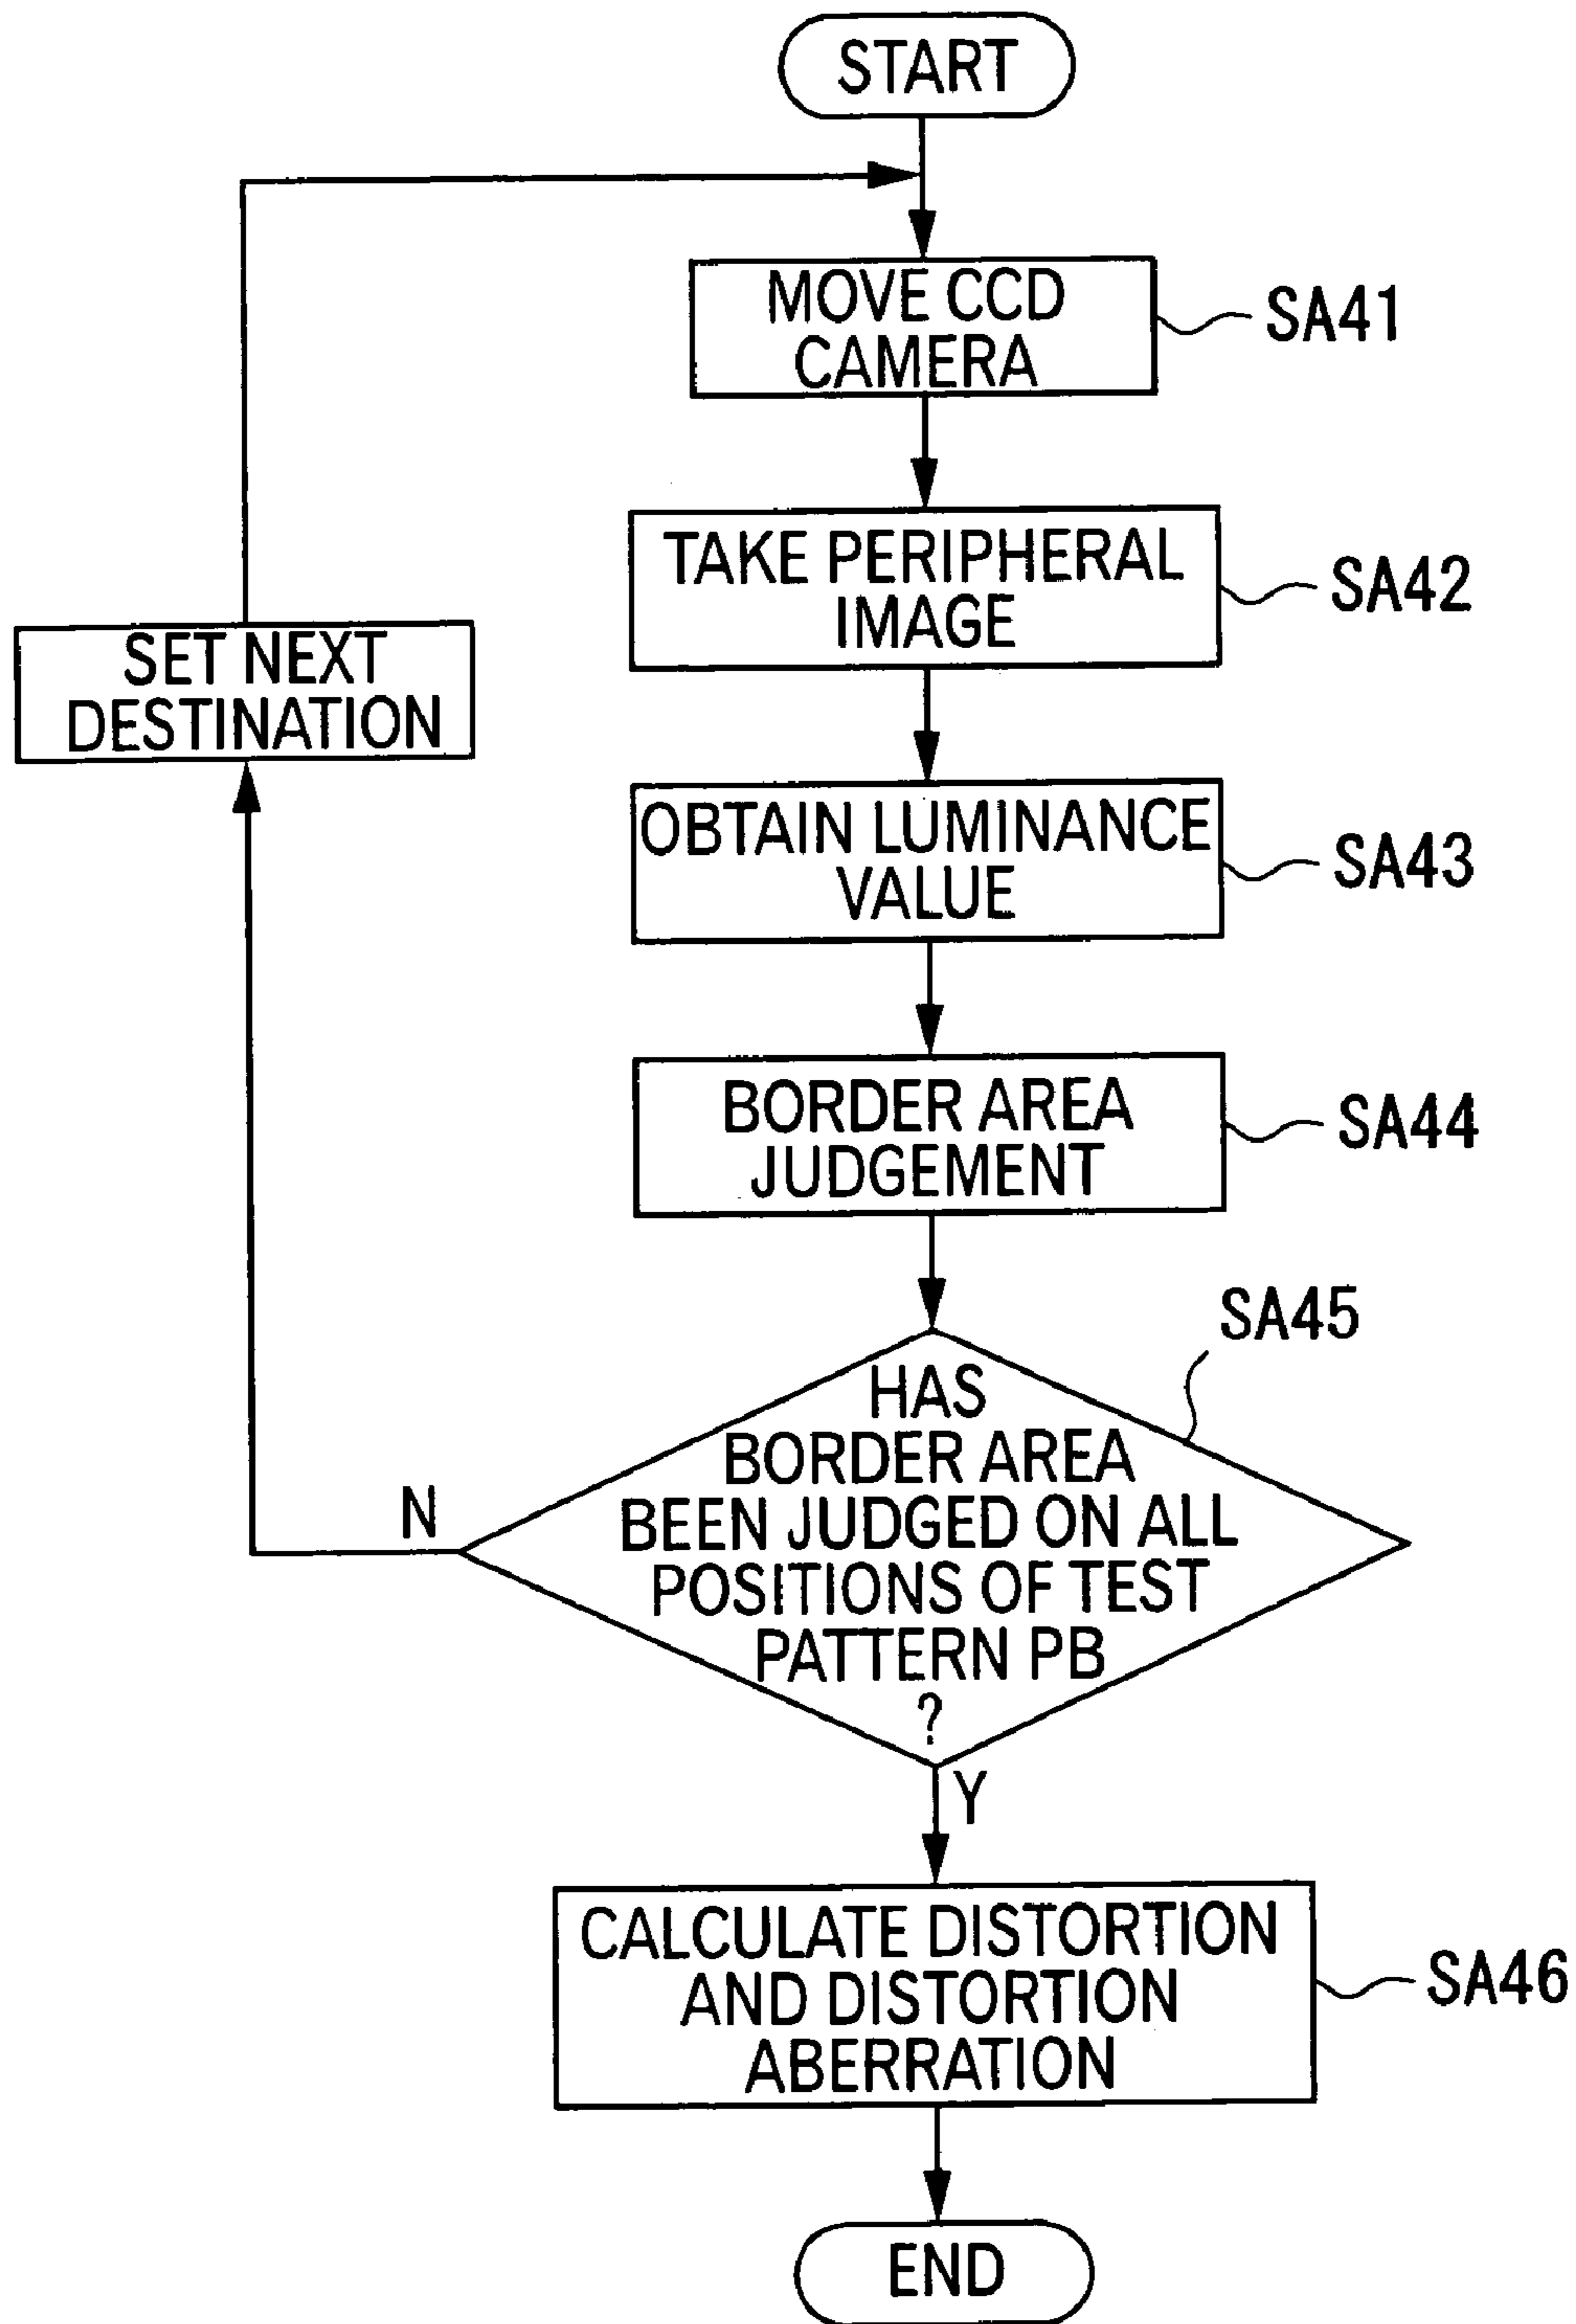 START
MOVE CCD
CAMERA
SA41
TAKE PERIPHERAL
IMAGE
SA42
SET NEXT
DESTINATION
OBTAIN LUMINANCE
VALUE
SA43
BORDER AREA
JUDGEMENT
SA44
SA45
HAS
BORDER AREA
BEEN JUDGED ON ALL
POSITIONS OF TEST
PATTERN PB
?
N
Y
CALCULATE DISTORTION
AND DISTORTION
ABERRATION
SA46
END